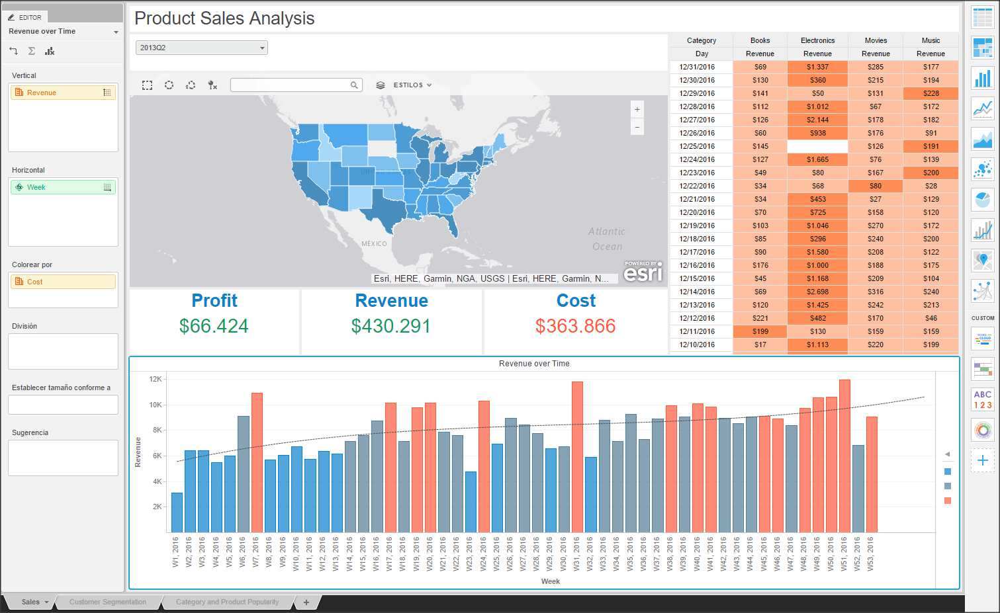 EDITOR
Revenue over Time
Vertical
Revenue
Horizontal
Week
Colorear por
Cost
División
Establecer tamaño conforme a
Sugerencia
Product Sales Analysis
2013Q2
ESTILOS
+
−
MÉXICO
Atlantic
Ocean
POWERED BY
esri
Esri, HERE, Garmin, NGA, USGS | Esri, HERE, Garmin, N...
Profit
$66.424
Revenue
$430.291
Cost
$363.866
Category Books Electronics Movies Music
Day Revenue Revenue Revenue Revenue
12/31/2016 $69 $1.337 $285 $177
12/30/2016 $130 $360 $215 $194
12/29/2016 $141 $50 $131 $228
12/28/2016 $112 $1.012 $67 $172
12/27/2016 $126 $2.144 $178 $182
12/26/2016 $60 $938 $176 $91
12/25/2016 $145 $126 $191
12/24/2016 $127 $1.665 $76 $139
12/23/2016 $49 $80 $167 $200
12/22/2016 $34 $68 $80 $28
12/21/2016 $34 $453 $27 $129
12/20/2016 $70 $725 $158 $120
12/19/2016 $103 $1.046 $270 $172
12/18/2016 $85 $296 $240 $200
12/17/2016 $90 $1.580 $208 $122
12/16/2016 $176 $1.000 $188 $175
12/15/2016 $45 $1.168 $209 $104
12/14/2016 $69 $2.698 $316 $240
12/13/2016 $120 $1.425 $242 $213
12/12/2016 $221 $482 $170 $46
12/11/2016 $199 $130 $159 $159
12/10/2016 $17 $1.113 $220 $199
Revenue over Time
Revenue
12K
10K
8K
6K
4K
2K
W1, 2016
W2, 2016
W3, 2016
W4, 2016
W5, 2016
W6, 2016
W7, 2016
W8, 2016
W9, 2016
W10, 2016
W11, 2016
W12, 2016
W13, 2016
W14, 2016
W15, 2016
W16, 2016
W17, 2016
W18, 2016
W19, 2016
W20, 2016
W21, 2016
W22, 2016
W23, 2016
W24, 2016
W25, 2016
W26, 2016
W27, 2016
W28, 2016
W29, 2016
W30, 2016
W31, 2016
W32, 2016
W33, 2016
W34, 2016
W35, 2016
W36, 2016
W37, 2016
W38, 2016
W39, 2016
W40, 2016
W41, 2016
W42, 2016
W43, 2016
W44, 2016
W45, 2016
W46, 2016
W47, 2016
W48, 2016
W49, 2016
W50, 2016
W51, 2016
W52, 2016
W53, 2016
Week
CUSTOM
CLOUD
ABC
123
Sales
Customer Segmentation
Category and Product Popularity
+